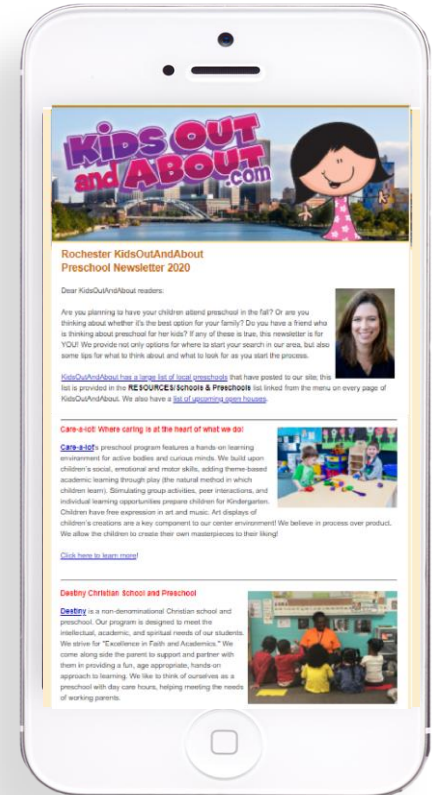 KIDS OUT
and ABOUT
.com
Rochester KidsOutAndAbout
Preschool Newsletter 2020
Dear KidsOutAndAbout readers:
Are you planning to have your children attend preschool in the fall? Or are you
thinking about whether it's the best option for your family? Do you have a friend who
is thinking about preschool for her kids? If any of these is true, this newsletter is for
YOU! We provide not only options for where to start your search in our area, but also
some tips for what to think about and what to look for as you start the process.
KidsOutAndAbout has a large list of local preschools that have posted to our site; this
list is provided in the RESOURCES/Schools & Preschools list linked from the menu on every page of
KidsOutAndAbout. We also have a list of upcoming open houses.
Care-a-lot: Where caring is at the heart of what we do!
Care-a-lot's preschool program features a hands-on learning
environment for active bodies and curious minds. We build upon
children's social, emotional and motor skills, adding theme-based
academic learning through play (the natural method in which
children learn). Stimulating group activities, peer interactions, and
individual learning opportunities prepare children for Kindergarten.
Children have free expression in art and music. Art displays of
children's creations are a key component to our center environment! We believe in process over product.
We allow the children to create their own masterpieces to their liking!
Click here to learn more!
Destiny Christian School and Preschool
Destiny is a non-denominational Christian school and
preschool. Our program is designed to meet the
intellectual, academic, and spiritual needs of our students.
We strive for "Excellence in Faith and Academics." We
come along side the parent to support and partner with
them in providing a fun, age appropriate, hands on
approach to learning. We like to think of ourselves as a
preschool with day care hours, helping meeting the needs
of working parents.